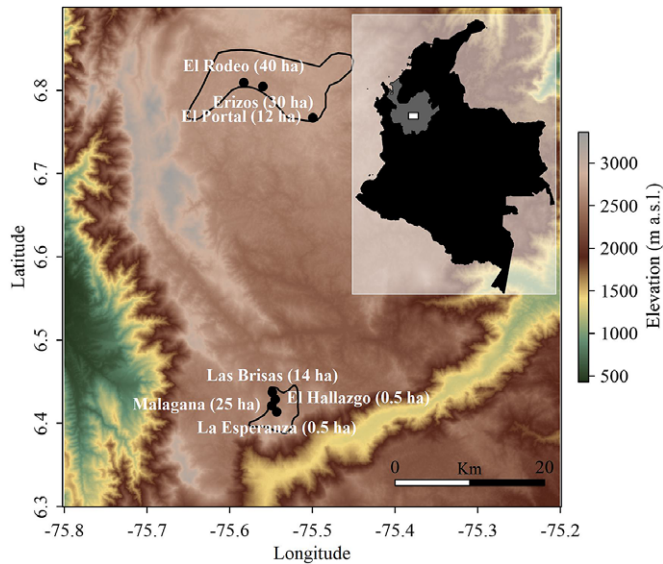 6.8
6.7
6.6
6.5
6.4
6.3
Latitude
El Rodeo (40 ha)
Erizos (30 ha)
El Portal (12 ha)
Las Brisas (14 ha)
El Hallazgo (0.5 ha)
Malagana (25 ha)
La Esperanza (0.5 ha)
0 Km 20
-75.8 -75.7 -75.6 -75.5 -75.4 -75.3 -75.2
Longitude
3000
2500
2000
1500
1000
500
Elevation (m a.s.l.)